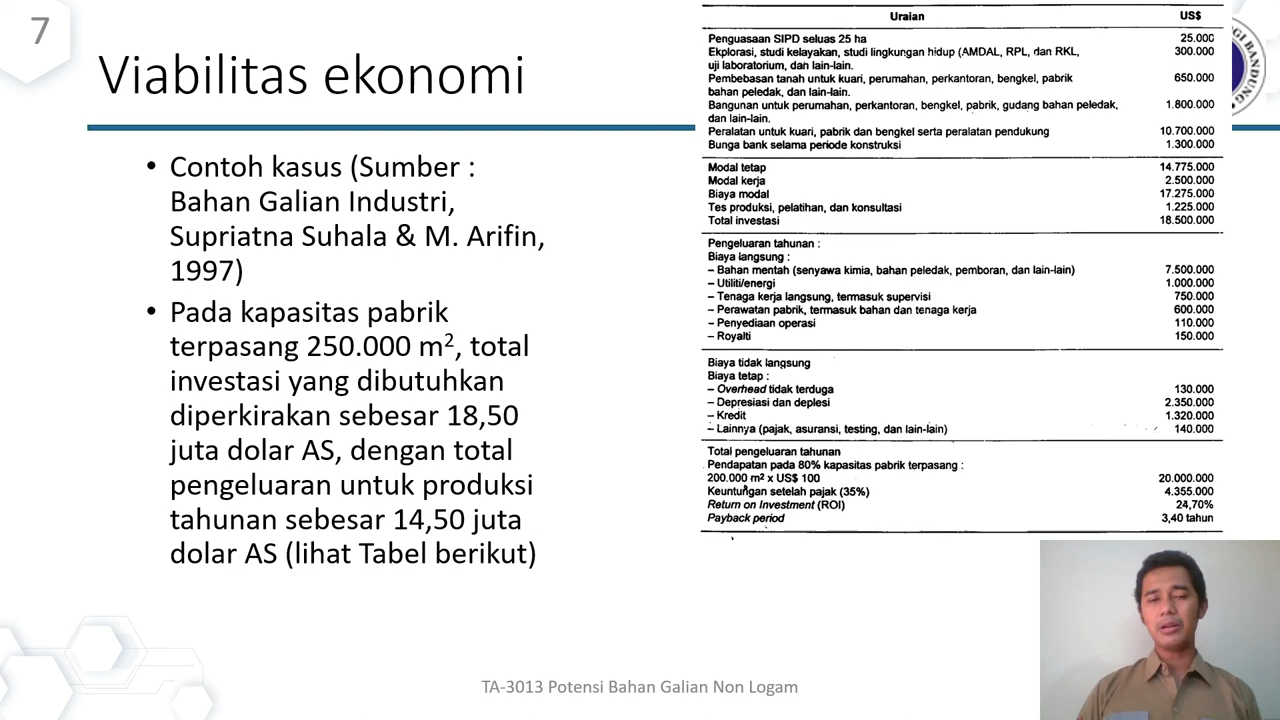 7
Viabilitas ekonomi
• Contoh kasus (Sumber :
Bahan Galian Industri,
Supriatna Suhala & M. Arifin,
1997)
• Pada kapasitas pabrik
terpasang 250.000 m², total
investasi yang dibutuhkan
diperkirakan sebesar 18,50
juta dolar AS, dengan total
pengeluaran untuk produksi
tahunan sebesar 14,50 juta
dolar AS (lihat Tabel berikut)
Uraian US$
Penguasaan SIPD seluas 25 ha 25.000
Ekplorasi, studi kelayakan, studi lingkungan hidup (AMDAL, RPL, dan RKL, 300.000
uji laboratorium, dan lain-lain.
Pembebasan tanah untuk kuari, perumahan, perkantoran, bengkel, pabrik 650.000
bahan peledak, dan lain-lain.
Bangunan untuk perumahan, perkantoran, bengkel, pabrik, gudang bahan peledak, 1.800.000
dan lain-lain.
Peralatan untuk kuari, pabrik dan bengkel serta peralatan pendukung 10.700.000
Bunga bank selama periode konstruksi 1.300.000
Modal tetap 14.775.000
Modal kerja 2.500.000
Biaya modal 17.275.000
Tes produksi, pelatihan, dan konsultasi 1.225.000
Total investasi 18.500.000
Pengeluaran tahunan :
Biaya langsung :
– Bahan mentah (senyawa kimia, bahan peledak, pemboran, dan lain-lain) 7.500.000
– Utiliti/energi 1.000.000
– Tenaga kerja langsung, termasuk supervisi 750.000
– Perawatan pabrik, termasuk bahan dan tenaga kerja 600.000
– Penyediaan operasi 110.000
– Royalti 150.000
Biaya tidak langsung
Biaya tetap :
– Overhead tidak terduga 130.000
– Depresiasi dan deplesi 2.350.000
– Kredit 1.320.000
– Lainnya (pajak, asuransi, testing, dan lain-lain) 140.000
Total pengeluaran tahunan
Pendapatan pada 80% kapasitas pabrik terpasang :
200.000 m² x US$ 100 20.000.000
Keuntungan setelah pajak (35%) 4.355.000
Return on Investment (ROI) 24,70%
Payback period 3,40 tahun
GI BANDUNG
TA-3013 Potensi Bahan Galian Non Logam